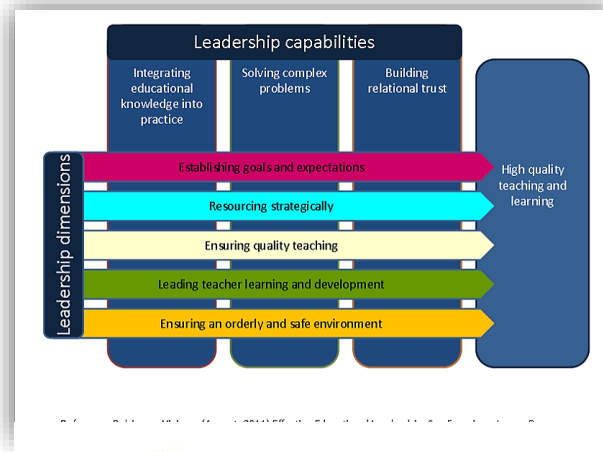 Leadership capabilities
Integrating
educational
knowledge into
practice
Solving complex
problems
Building
relational trust
Leadership dimensions
Establishing goals and expectations
Resourcing strategically
Ensuring quality teaching
Leading teacher learning and development
Ensuring an orderly and safe environment
High quality
teaching and
learning